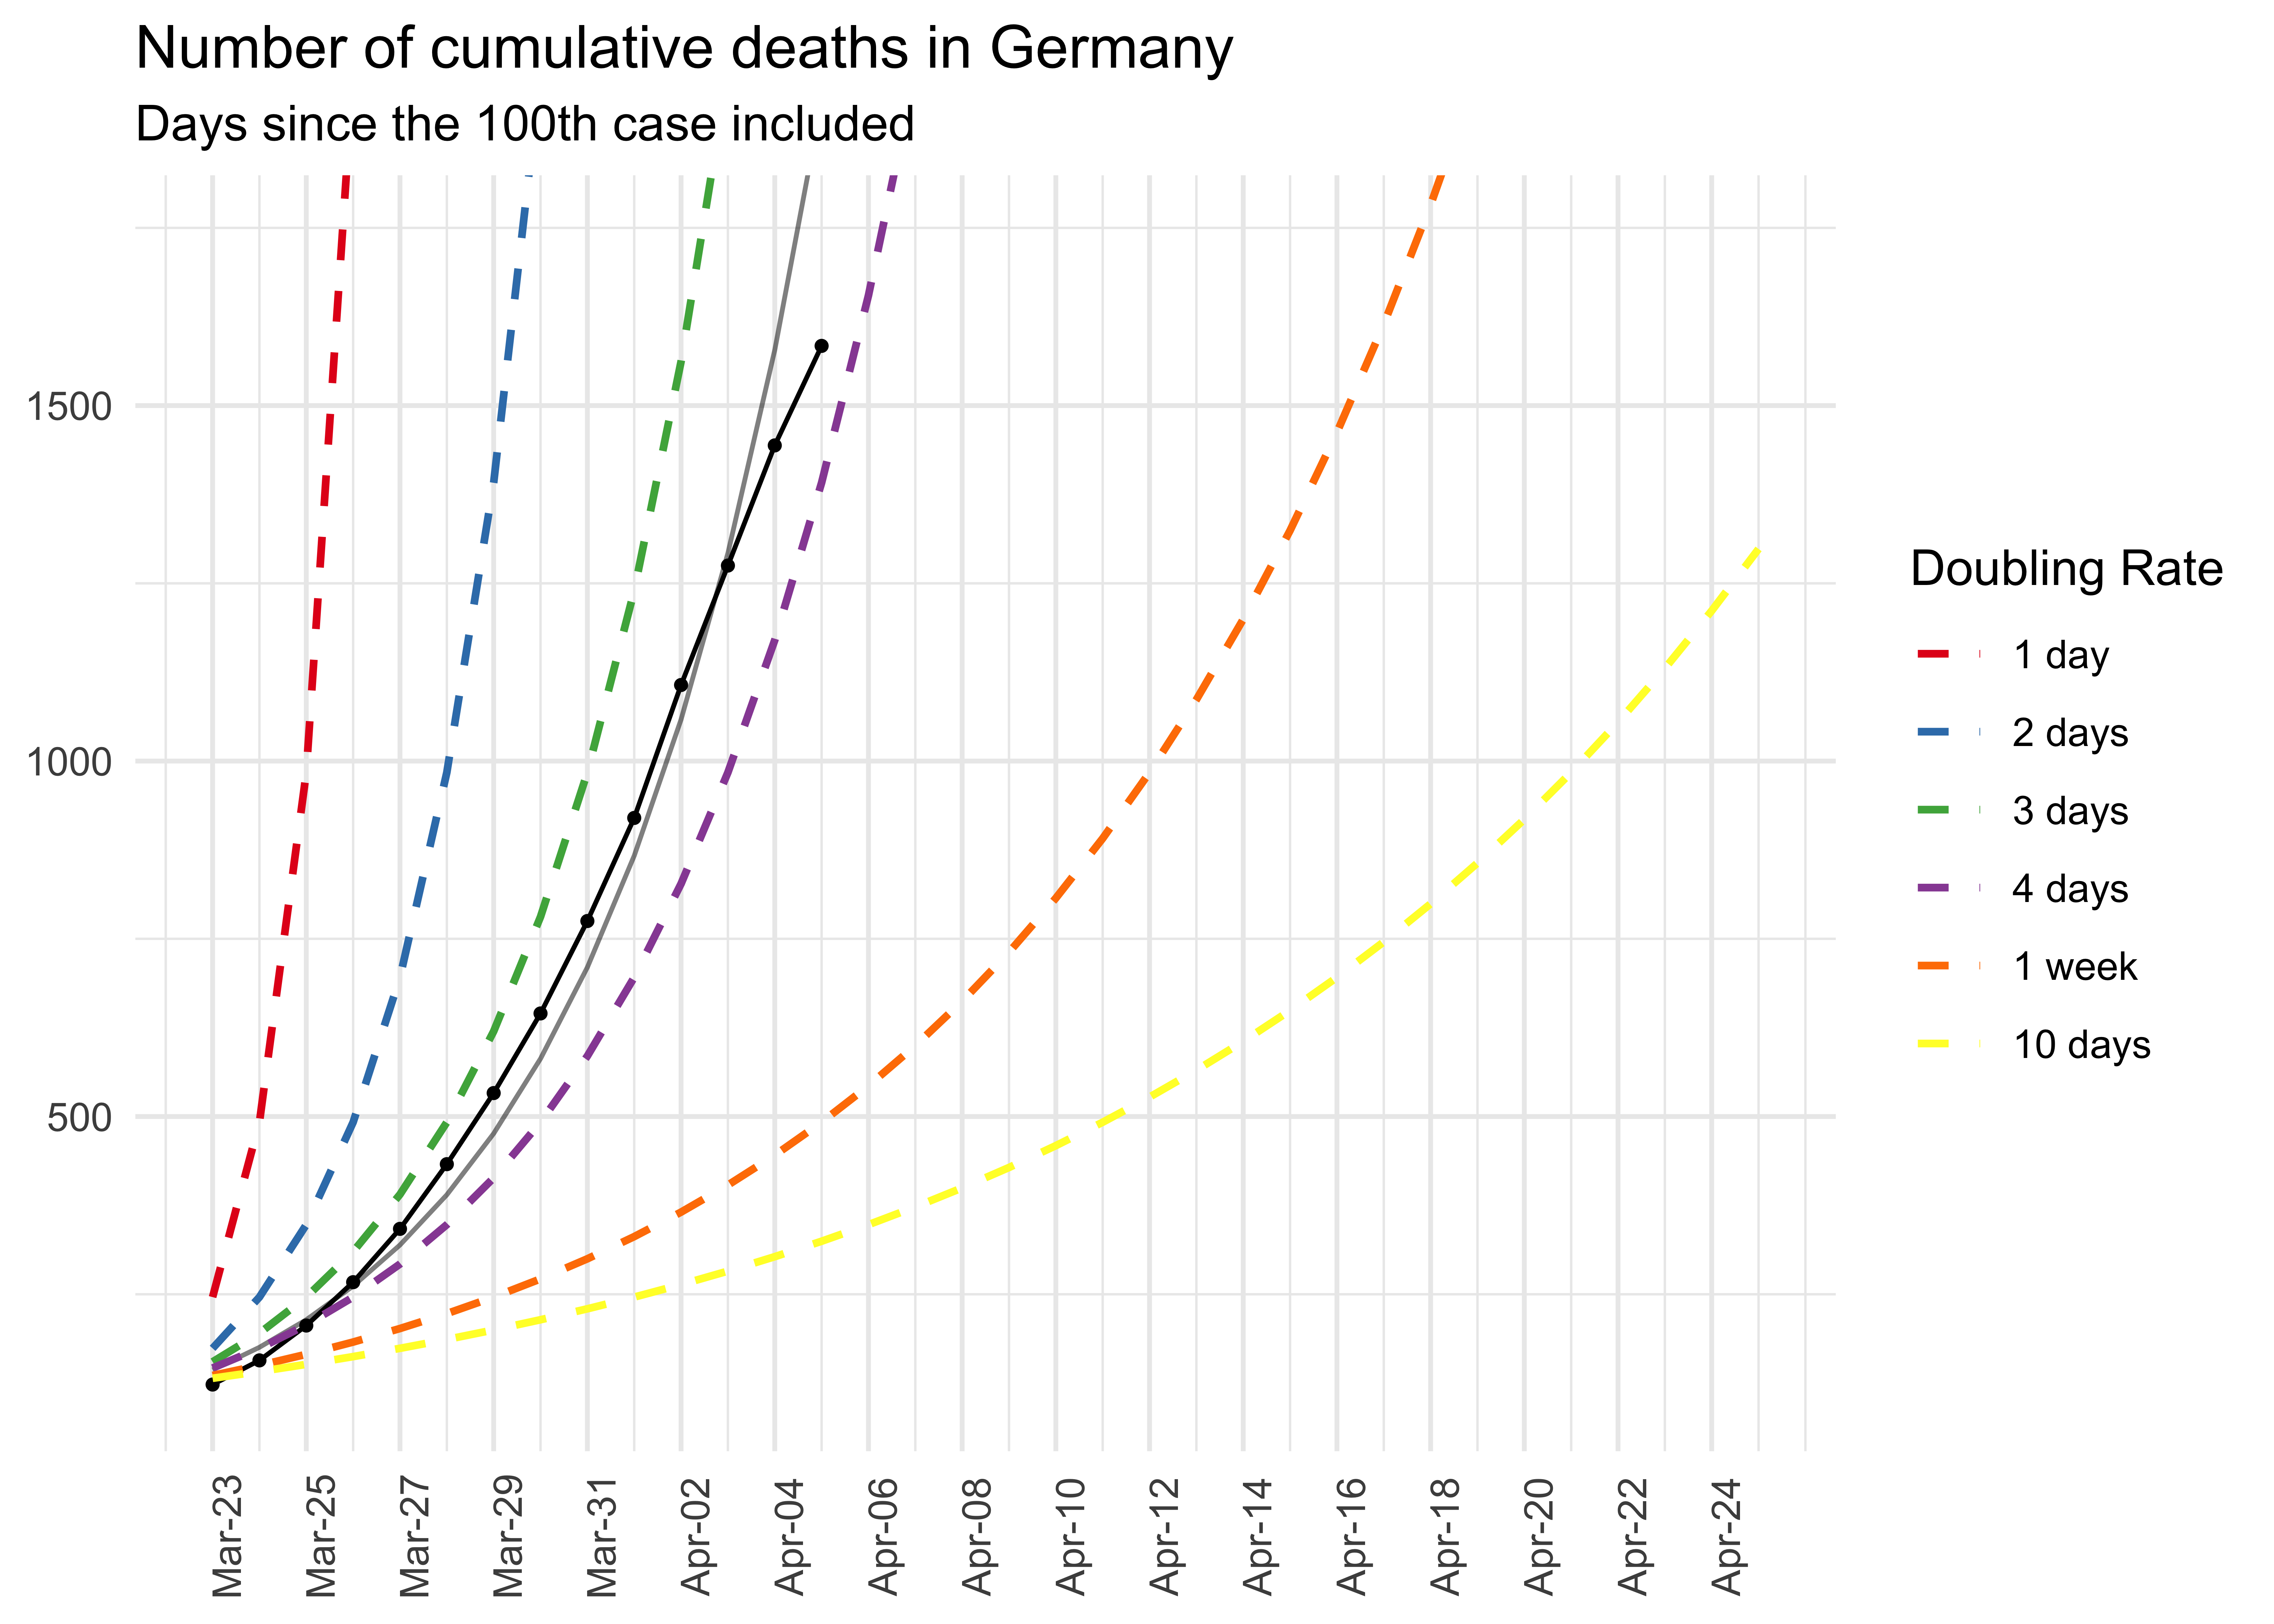 Number of cumulative deaths in Germany
Days since the 100th case included
1500
1000
500
Mar-23
Mar-25
Mar-27
Mar-29
Mar-31
Apr-02
Apr-04
Apr-06
Apr-08
Apr-10
Apr-12
Apr-14
Apr-16
Apr-18
Apr-20
Apr-22
Apr-24
Doubling Rate
1 day
2 days
3 days
4 days
1 week
10 days